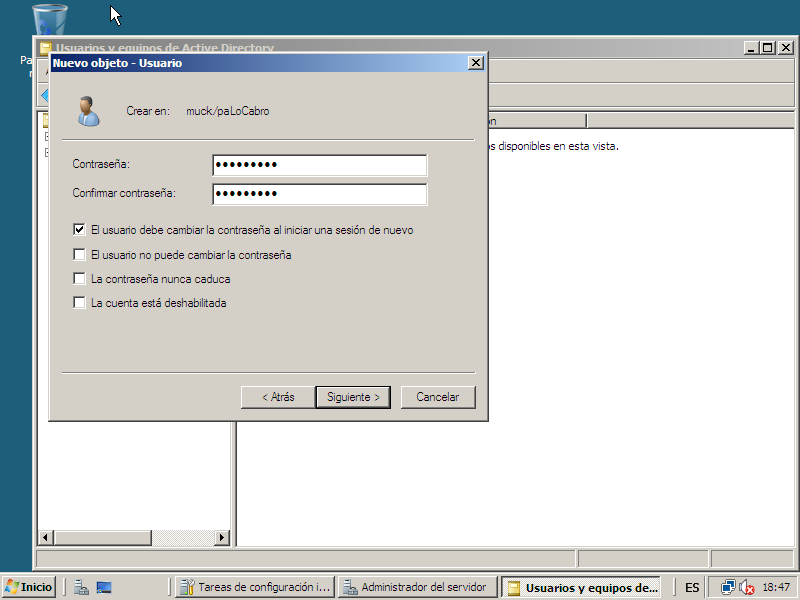 Usuarios y equipos de Active Directory
Nuevo objeto - Usuario
Crear en: muck/paLoCabro
Contraseña: •••••••••
Confirmar contraseña: •••••••••
El usuario debe cambiar la contraseña al iniciar una sesión de nuevo
El usuario no puede cambiar la contraseña
La contraseña nunca caduca
La cuenta está deshabilitada
< Atrás
Siguiente >
Cancelar
os disponibles en esta vista.
Inicio
Tareas de configuración i...
Administrador del servidor
Usuarios y equipos de...
ES
18:47